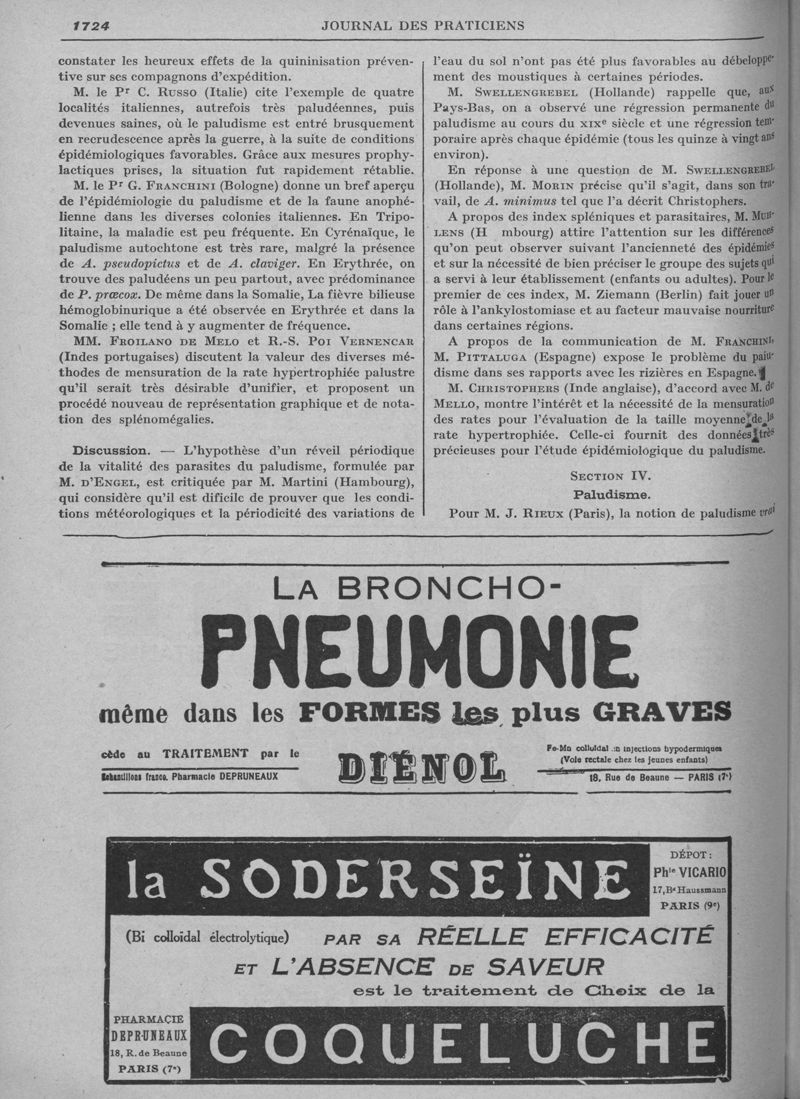 1724
JOURNAL DES PRATICIENS
constater les heureux effets de la quininisation préven-
tive sur ses compagnons d'expédition.
M. le Pr C. Russo (Italie) cite l'exemple de quatre
localités italiennes, autrefois très paludéennes, puis
devenues saines, où le paludisme est entré brusquement
en recrudescence après la guerre, à la suite de conditions
épidémiologiques favorables. Grâce aux mesures prophy-
lactiques prises, la situation fut rapidement rétablie.
M. le Pr G. Franchini (Bologne) donne un bref aperçu
de l'épidémiologie du paludisme et de la faune anophé-
lienne dans les diverses colonies italiennes. En Tripo-
litaine, la maladie est peu fréquente. En Cyrénaïque, le
paludisme autochtone est très rare, malgré la présence
de A. pseudopictus et de A. claviger. En Erythrée, on
trouve des paludéens un peu partout, avec prédominance
de P. præcox. De même dans la Somalie, La fièvre bilieuse
hémoglobinurique a été observée en Erythrée et dans la
Somalie ; elle tend à y augmenter de fréquence.
MM. Froilano de Melo et R.-S. Poi Vernencar
(Indes portugaises) discutent la valeur des diverses mé-
thodes de mensuration de la rate hypertrophiée palustre
qu'il serait très désirable d'unifier, et proposent un
procédé nouveau de représentation graphique et de nota-
tion des splénomégalies.
Discussion. — L'hypothèse d'un réveil périodique
de la vitalité des parasites du paludisme, formulée par
M. d'Engel, est critiquée par M. Martini (Hambourg),
qui considère qu'il est dificile de prouver que les condi-
tions météorologiques et la périodicité des variations de
l'eau du sol n'ont pas été plus favorables au débeloppe-
ment des moustiques à certaines périodes.
M. Swellengrebel (Hollande) rappelle que, aux
Pays-Bas, on a observé une régression permanente du
paludisme au cours du XIXe siècle et une régression tem-
poraire après chaque épidémie (tous les quinze à vingt ans
environ).
En réponse à une question de M. Swellengrebel
(Hollande), M. Morin précise qu'il s'agit, dans son tra-
vail, de A. minimus tel que l'a décrit Christophers.
A propos des index spléniques et parasitaires, M. Muh-
lens (H mbourg) attire l'attention sur les différences
qu'on peut observer suivant l'ancienneté des épidémies
et sur la nécessité de bien préciser le groupe des sujets qui
a servi à leur établissement (enfants ou adultes). Pour le
premier de ces index, M. Ziemann (Berlin) fait jouer un
rôle à l'ankylostomiase et au facteur mauvaise nourriture
dans certaines régions.
A propos de la communication de M. Franchini,
M. Pittaluga (Espagne) expose le problème du palu-
disme dans ses rapports avec les rizières en Espagne.
M. Christophers (Inde anglaise), d'accord avec M. de
Mello, montre l'intérêt et la nécessité de la mensuration
des rates pour l'évaluation de la taille moyenne de la
rate hypertrophiée. Celle-ci fournit des données très
précieuses pour l'étude épidémiologique du paludisme.
Section IV.
Paludisme.
Pour M. J. Rieux (Paris), la notion de paludisme vrai
LA BRONCHO-
PNEUMONIE
même dans les FORMES les plus GRAVES
cède au TRAITEMENT par le
Echantillons franco. Pharmacie DEPRUNEAUX
DIÉNOL
Fe-Mn colloïdal en injections hypodermiques
(Voie rectale chez les jeunes enfants)
18. Rue de Beaune — PARIS (7e)
la SODERSEÏNE
DÉPOT :
Phie VICARIO
17, Bd Haussmann
PARIS (9e)
(Bi colloïdal électrolytique) PAR SA RÉELLE EFFICACITÉ
ET L'ABSENCE DE SAVEUR
est le traitement de Choix de la
PHARMACIE
DEPRUNEAUX
18, R. de Beaune
PARIS (7e)
COQUELUCHE